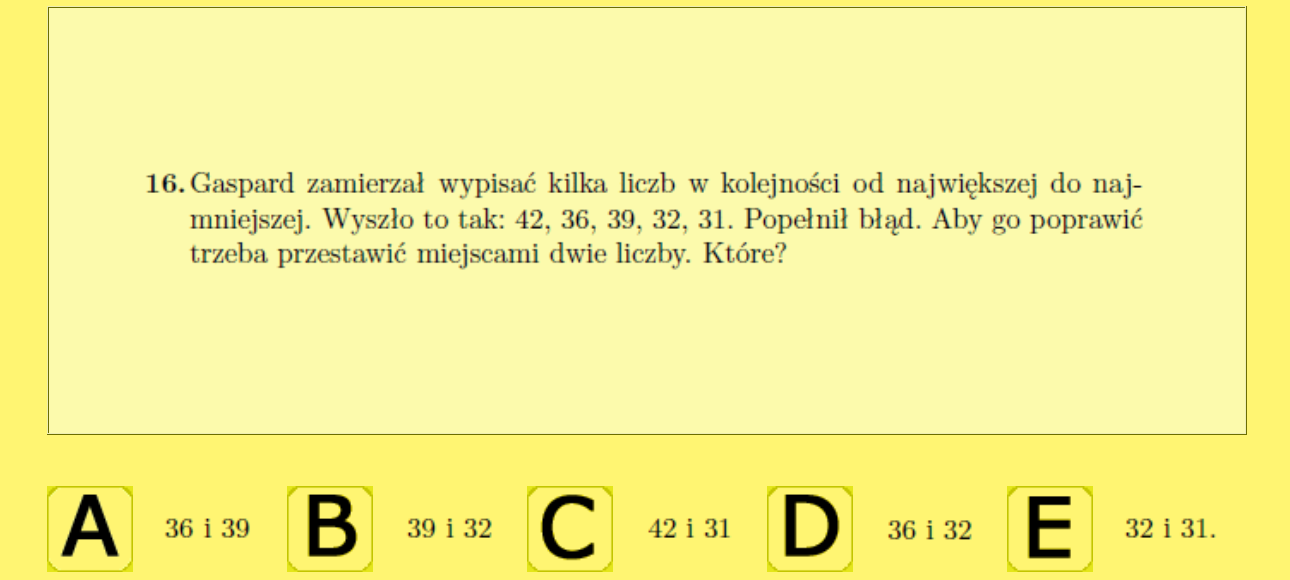 16. Gaspard zamierzał wypisać kilka liczb w kolejności od największej do naj-
mniejszej. Wyszło to tak: 42, 36, 39, 32, 31. Popełnił błąd. Aby go poprawić
trzeba przestawić miejscami dwie liczby. Które?
A 36 i 39 B 39 i 32 C 42 i 31 D 36 i 32 E 32 i 31.